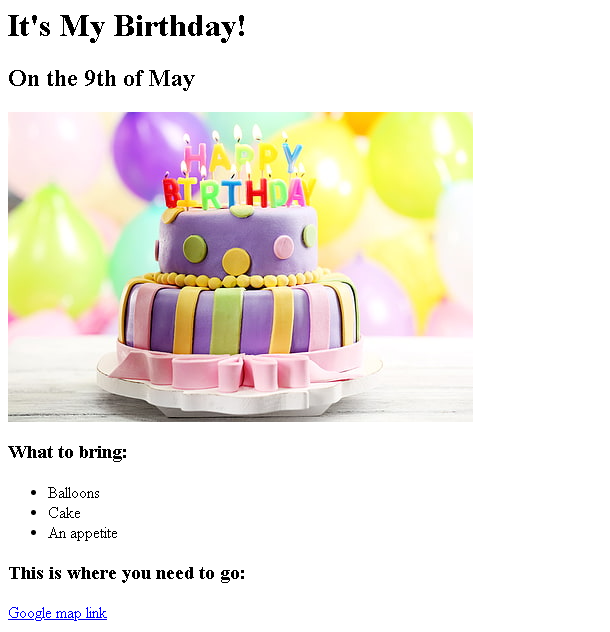 It's My Birthday!
On the 9th of May
HAPPY
BIRTHDAY
What to bring:
Balloons
Cake
An appetite
This is where you need to go:
Google map link